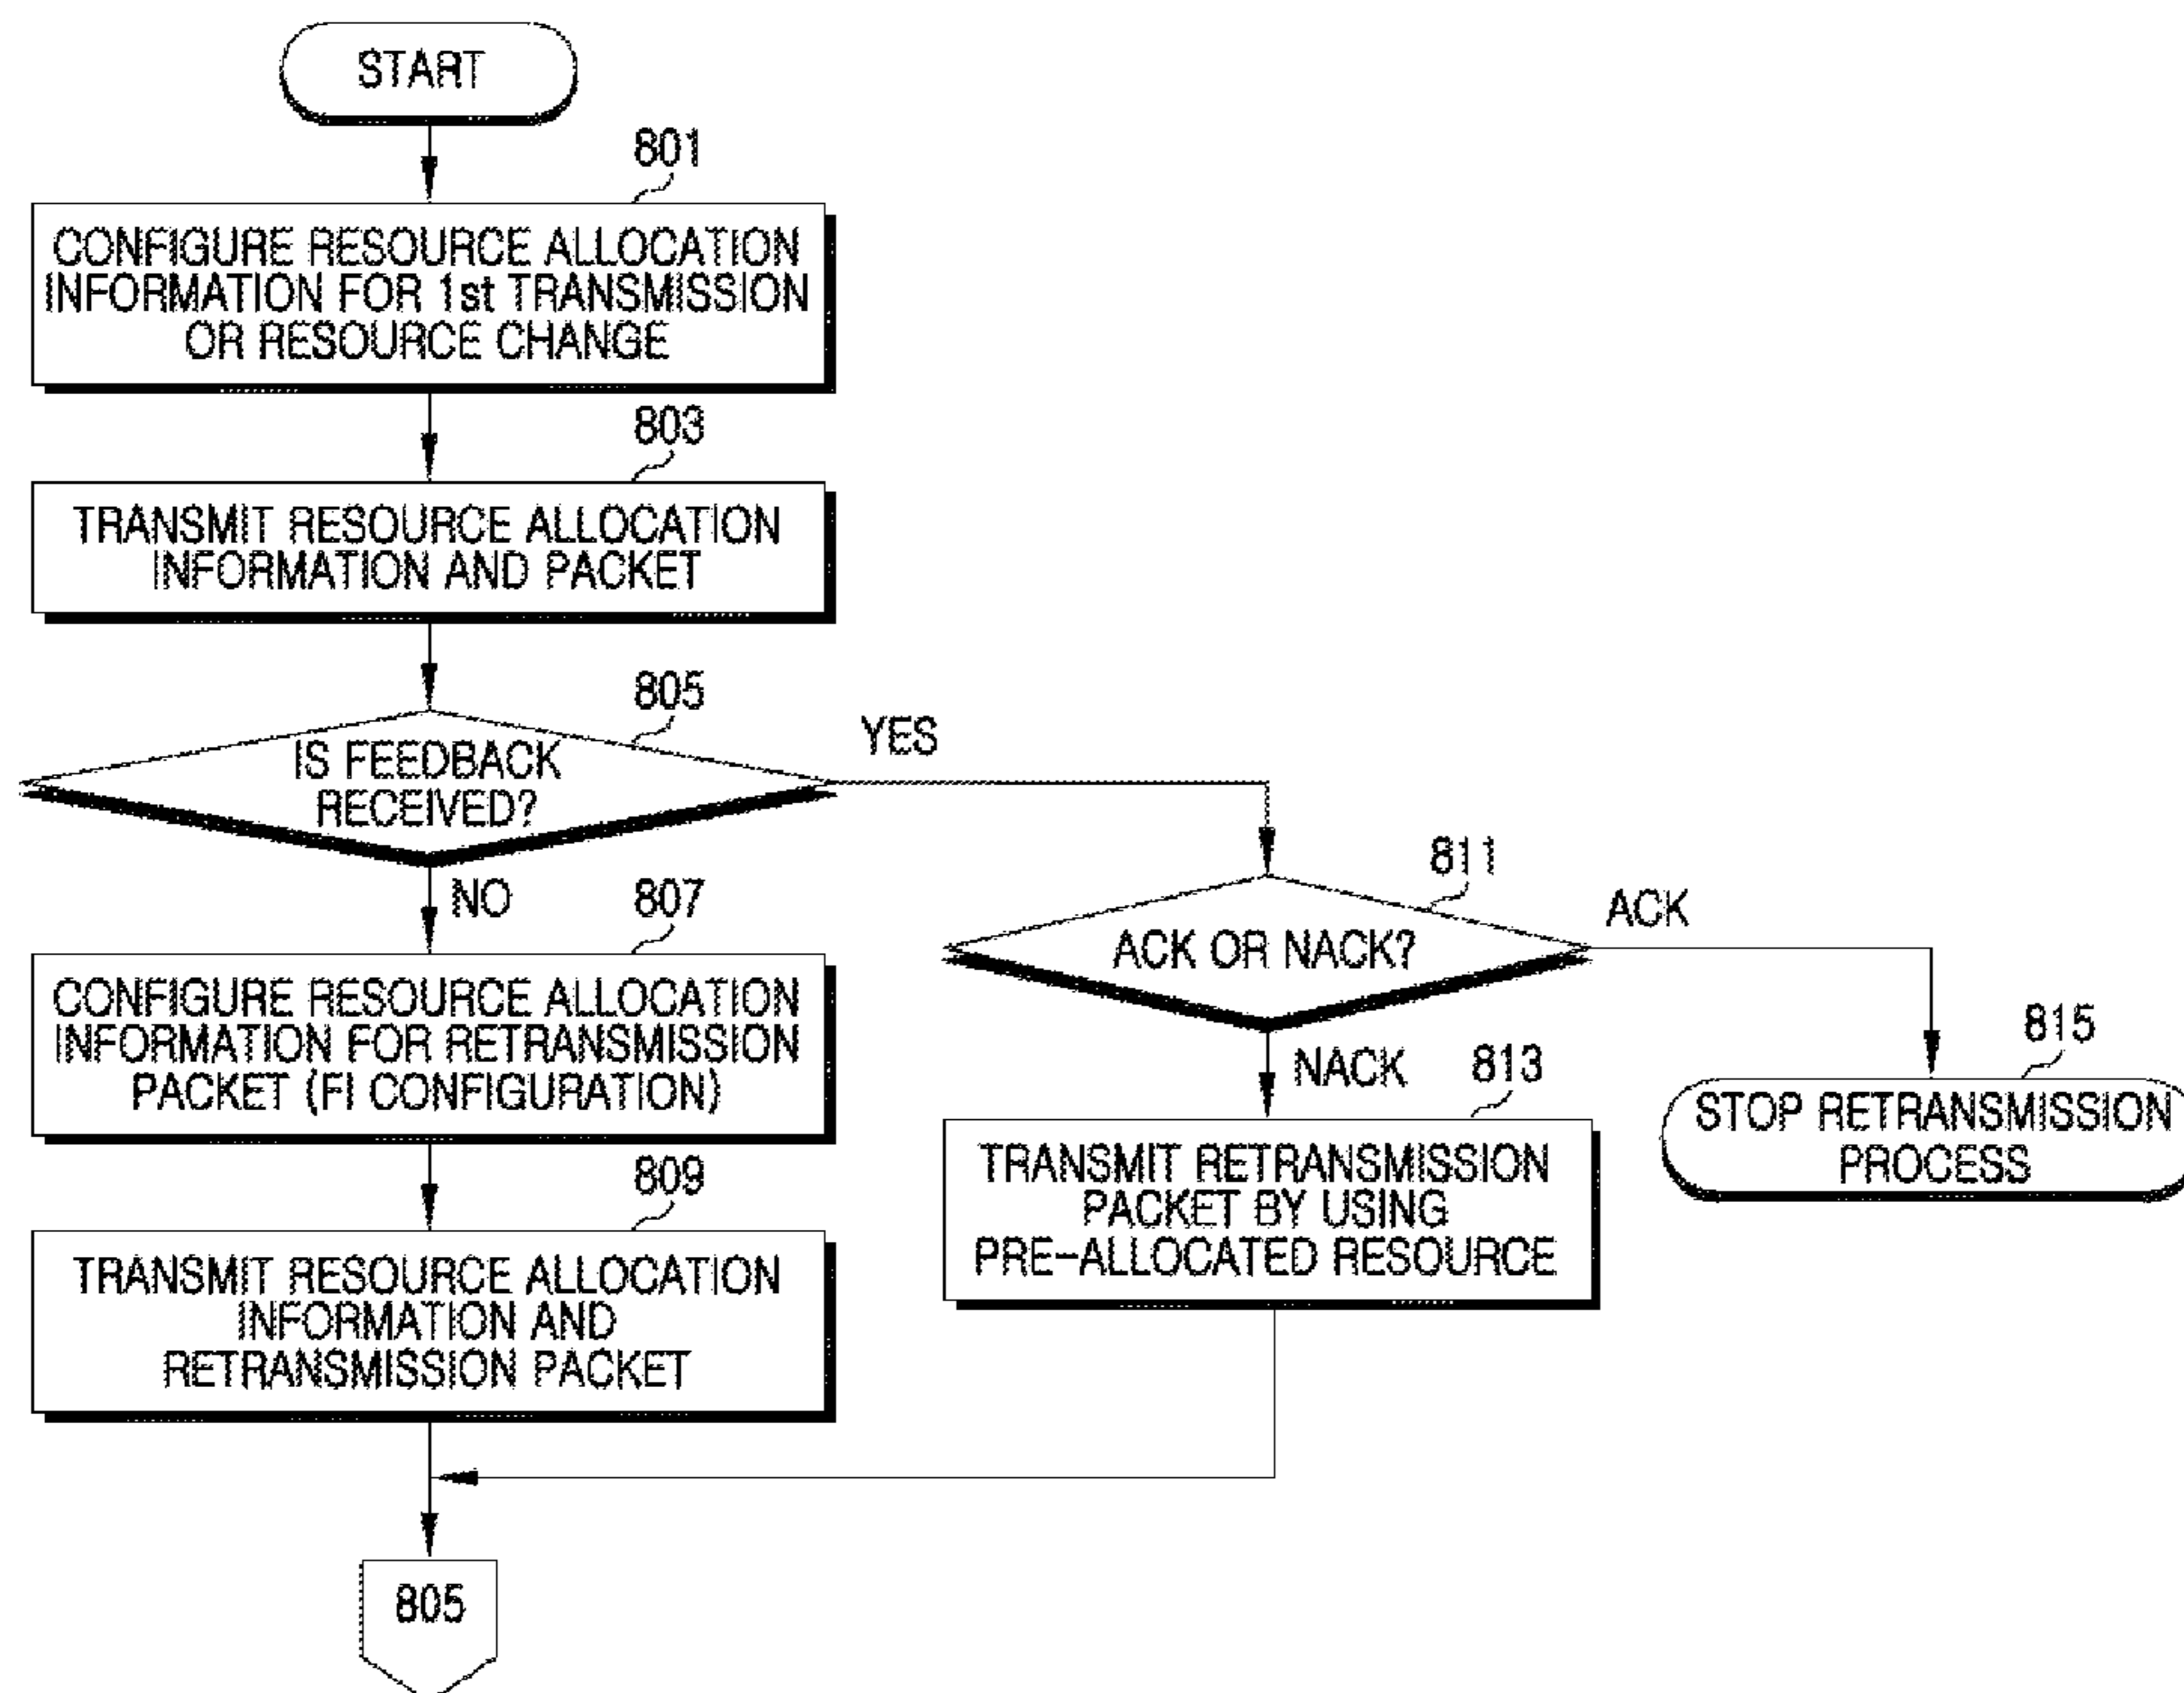 START
801
CONFIGURE RESOURCE ALLOCATION
INFORMATION FOR 1st TRANSMISSION
OR RESOURCE CHANGE
803
TRANSMIT RESOURCE ALLOCATION
INFORMATION AND PACKET
805
IS FEEDBACK
RECEIVED?
YES
NO
807
CONFIGURE RESOURCE ALLOCATION
INFORMATION FOR RETRANSMISSION
PACKET (FI CONFIGURATION)
809
TRANSMIT RESOURCE ALLOCATION
INFORMATION AND
RETRANSMISSION PACKET
811
ACK OR NACK?
ACK
NACK
813
TRANSMIT RETRANSMISSION
PACKET BY USING
PRE-ALLOCATED RESOURCE
815
STOP RETRANSMISSION
PROCESS
805